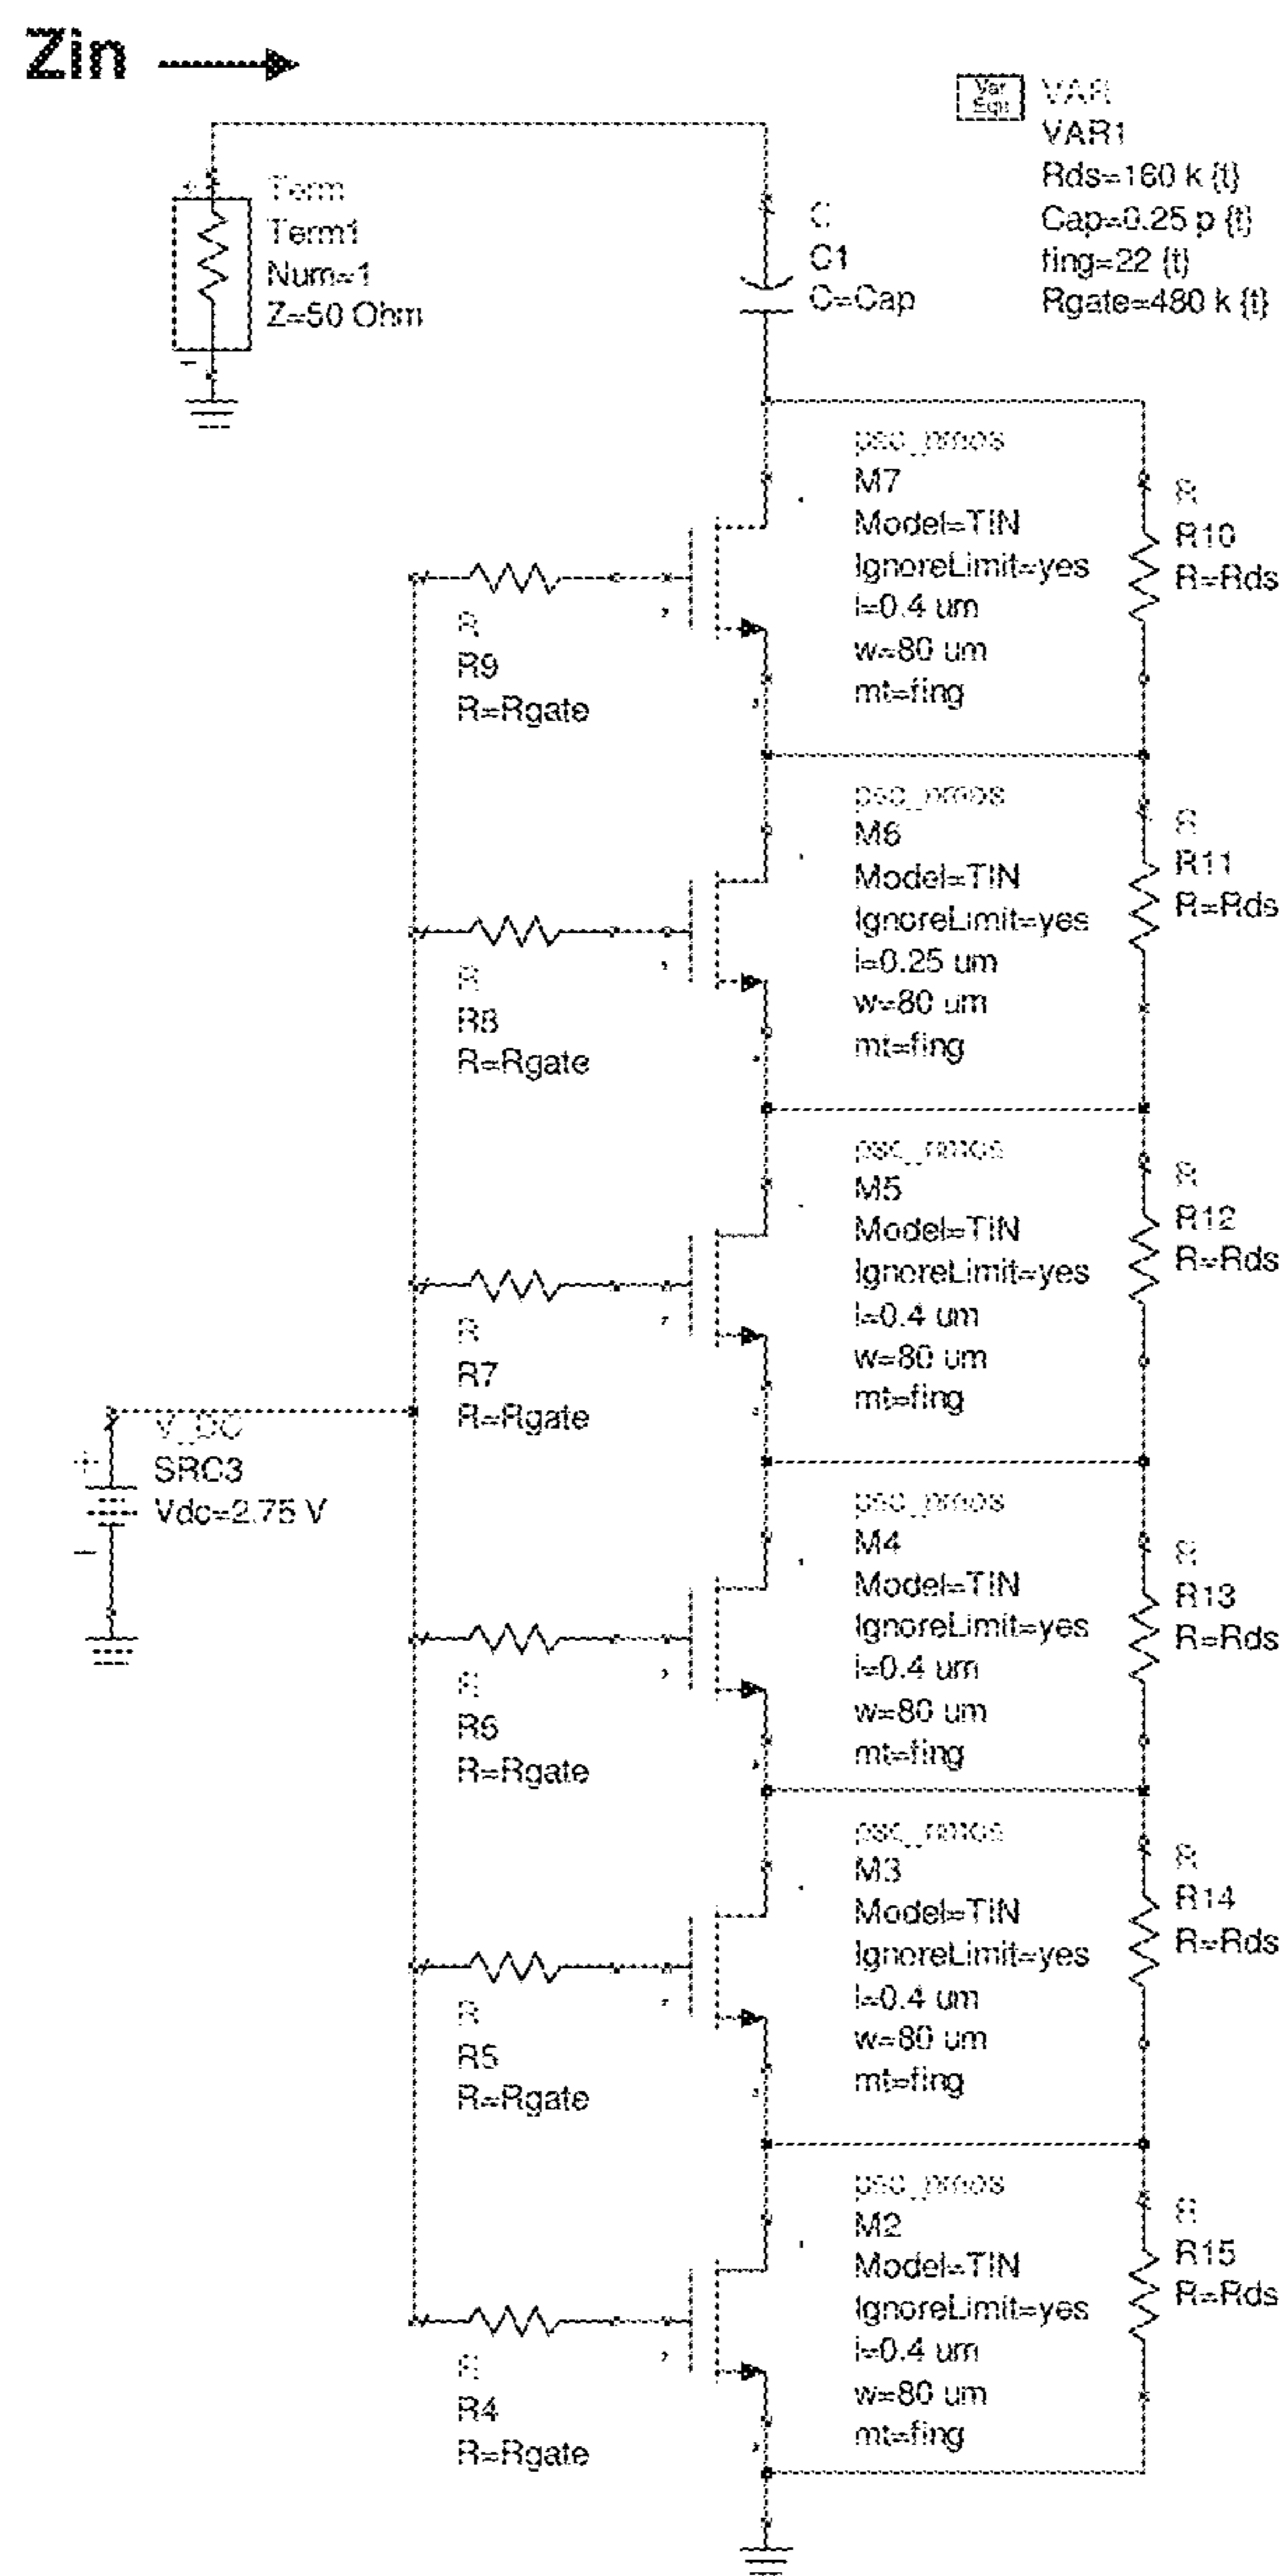 Zin
Var
Eqn
VAR
VAR1
Rds=160 k {t}
Cap=0.25 p {t}
fing=22 {t}
Rgate=480 k {t}
+
Term
Term1
Num=1
Z=50 Ohm
−
C
C1
C=Cap
psc_nmos
M7
Model=TIN
IgnoreLimit=yes
l=0.4 um
w=80 um
mt=fing
R
R10
R=Rds
R
R9
R=Rgate
psc_nmos
M6
Model=TIN
IgnoreLimit=yes
l=0.25 um
w=80 um
mt=fing
R
R11
R=Rds
R
R8
R=Rgate
psc_nmos
M5
Model=TIN
IgnoreLimit=yes
l=0.4 um
w=80 um
mt=fing
R
R12
R=Rds
R
R7
R=Rgate
+
V_DC
SRC3
Vdc=2.75 V
−
psc_nmos
M4
Model=TIN
IgnoreLimit=yes
l=0.4 um
w=80 um
mt=fing
R
R13
R=Rds
R
R6
R=Rgate
psc_nmos
M3
Model=TIN
IgnoreLimit=yes
l=0.4 um
w=80 um
mt=fing
R
R14
R=Rds
R
R5
R=Rgate
psc_nmos
M2
Model=TIN
IgnoreLimit=yes
l=0.4 um
w=80 um
mt=fing
R
R15
R=Rds
R
R4
R=Rgate